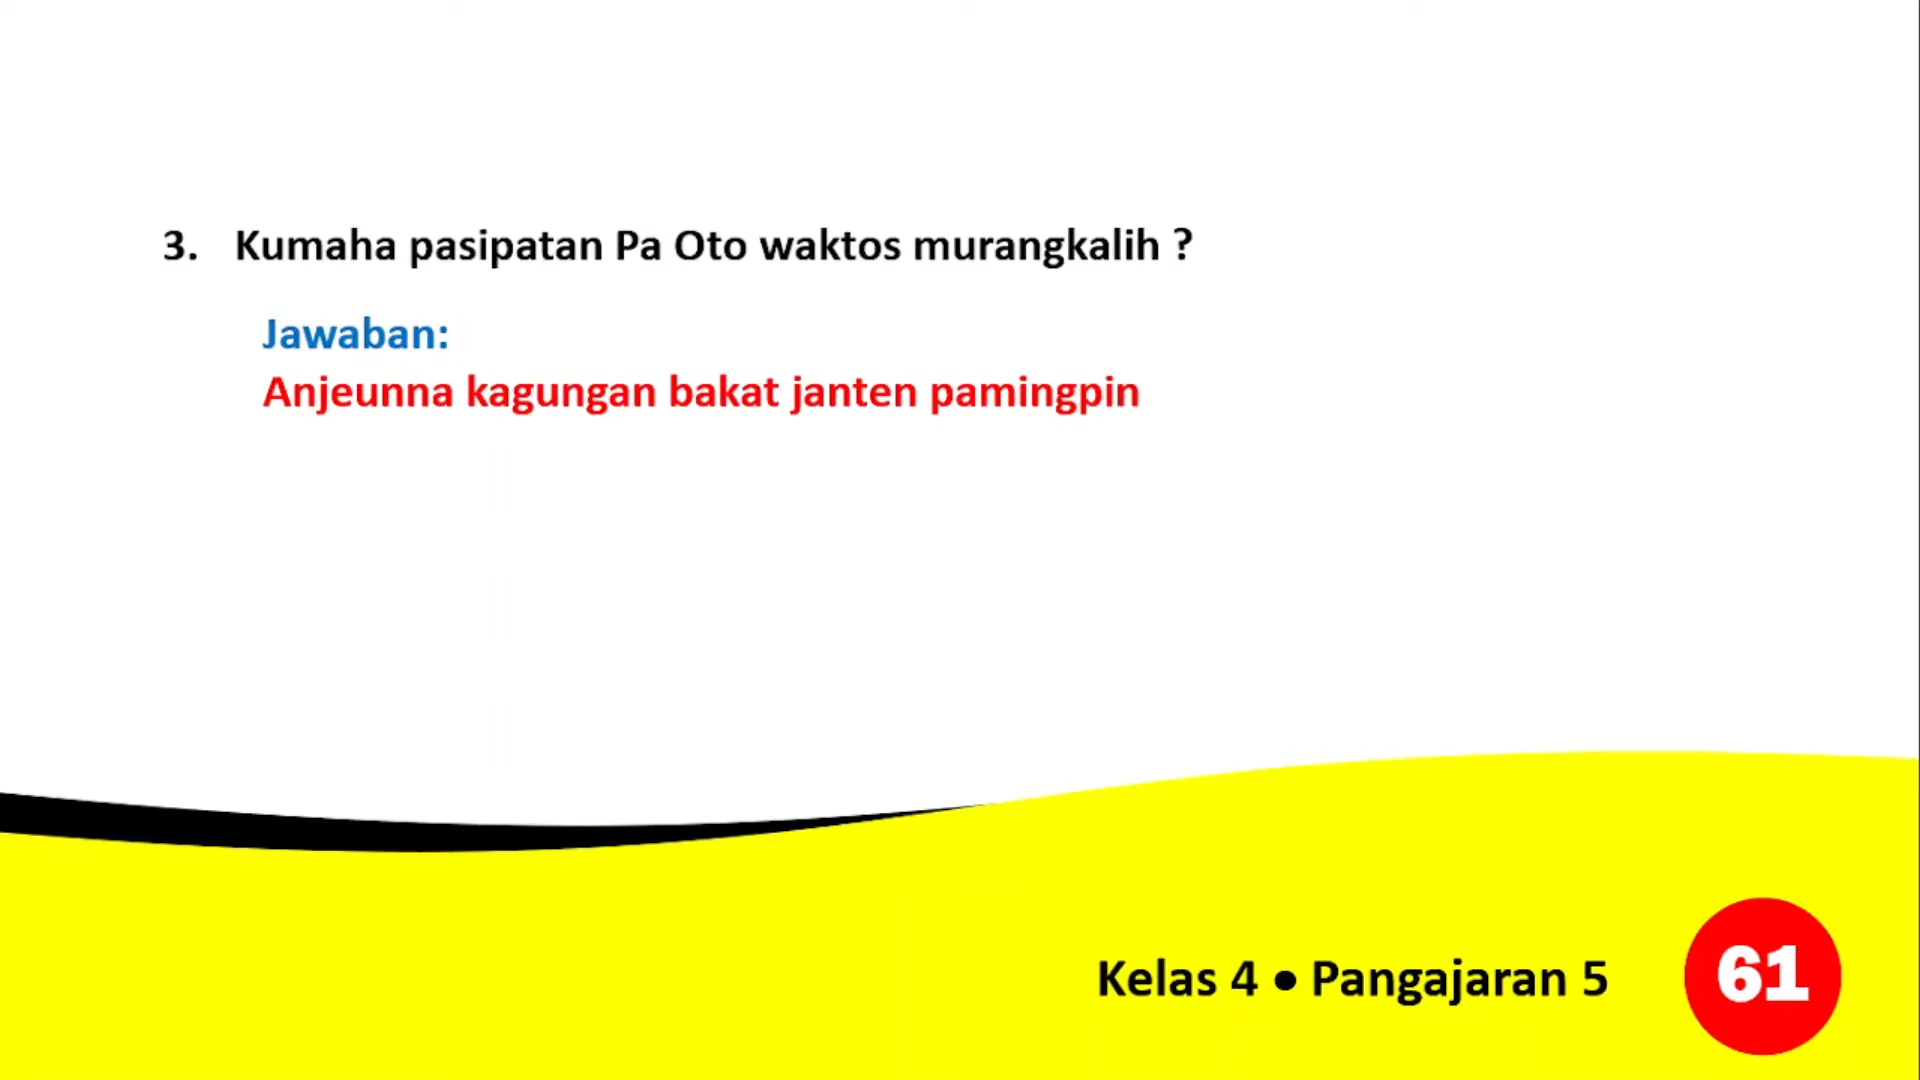 3. Kumaha pasipatan Pa Oto waktos murangkalih ?
Jawaban:
Anjeunna kagungan bakat janten pamingpin
Kelas 4 ● Pangajaran 5
61